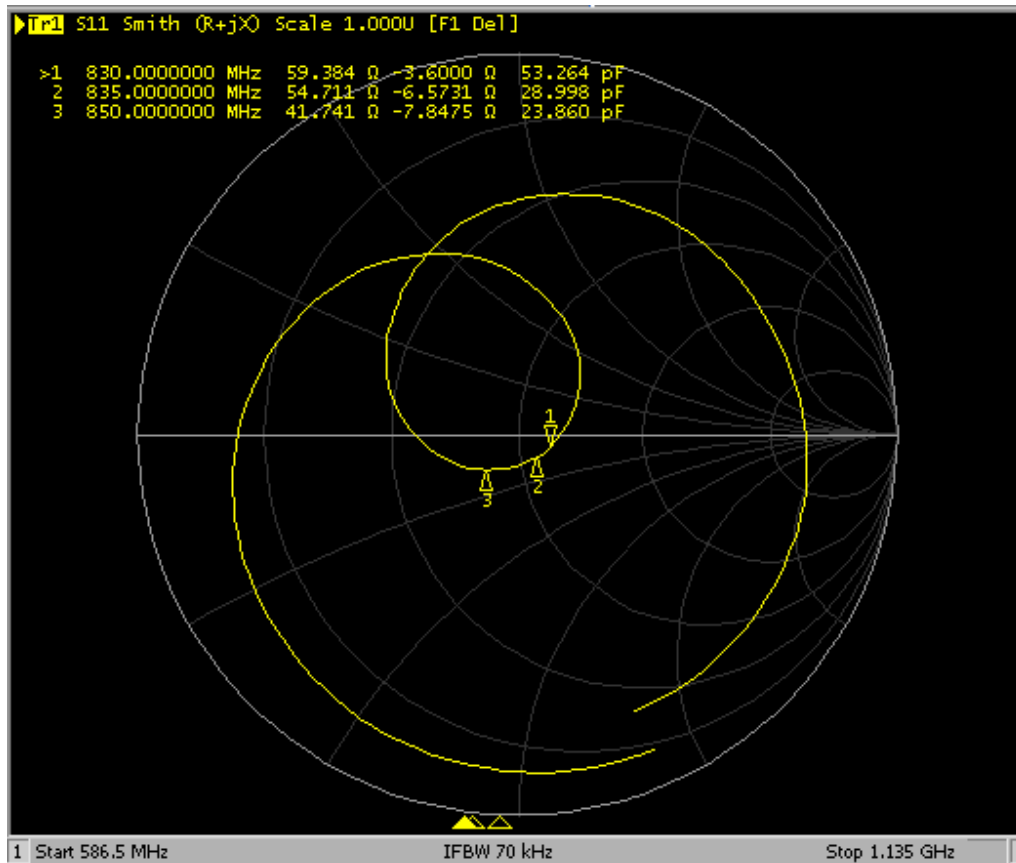 Tr1 S11 Smith (R+jX) Scale 1.000U [F1 Del]
>1 830.0000000 MHz 59.384 Ω -3.6000 Ω 53.264 pF
2 835.0000000 MHz 54.711 Ω -6.5731 Ω 28.998 pF
3 850.0000000 MHz 41.741 Ω -7.8475 Ω 23.860 pF
1
2
3
1 Start 586.5 MHz IFBW 70 kHz Stop 1.135 GHz